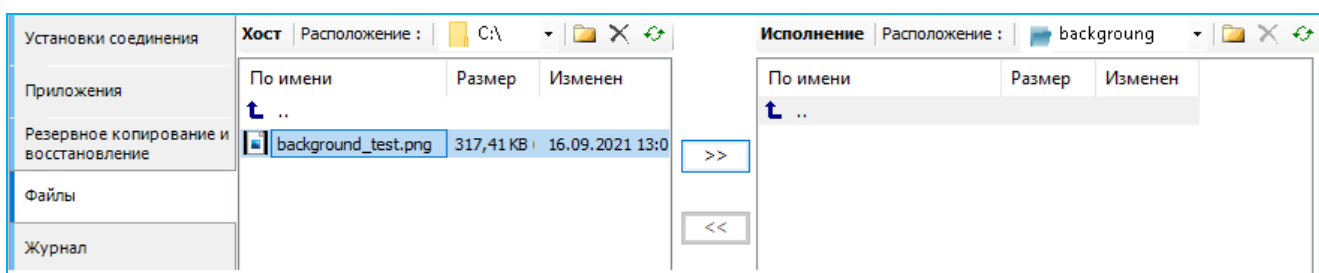 Установки соединения
Приложения
Резервное копирование и
восстановление
Файлы
Журнал
Хост Расположение : C:\
По имени Размер Изменен
..
background_test.png 317,41 KB 16.09.2021 13:0
>>
<<
Исполнение Расположение : backgroung
По имени Размер Изменен
..